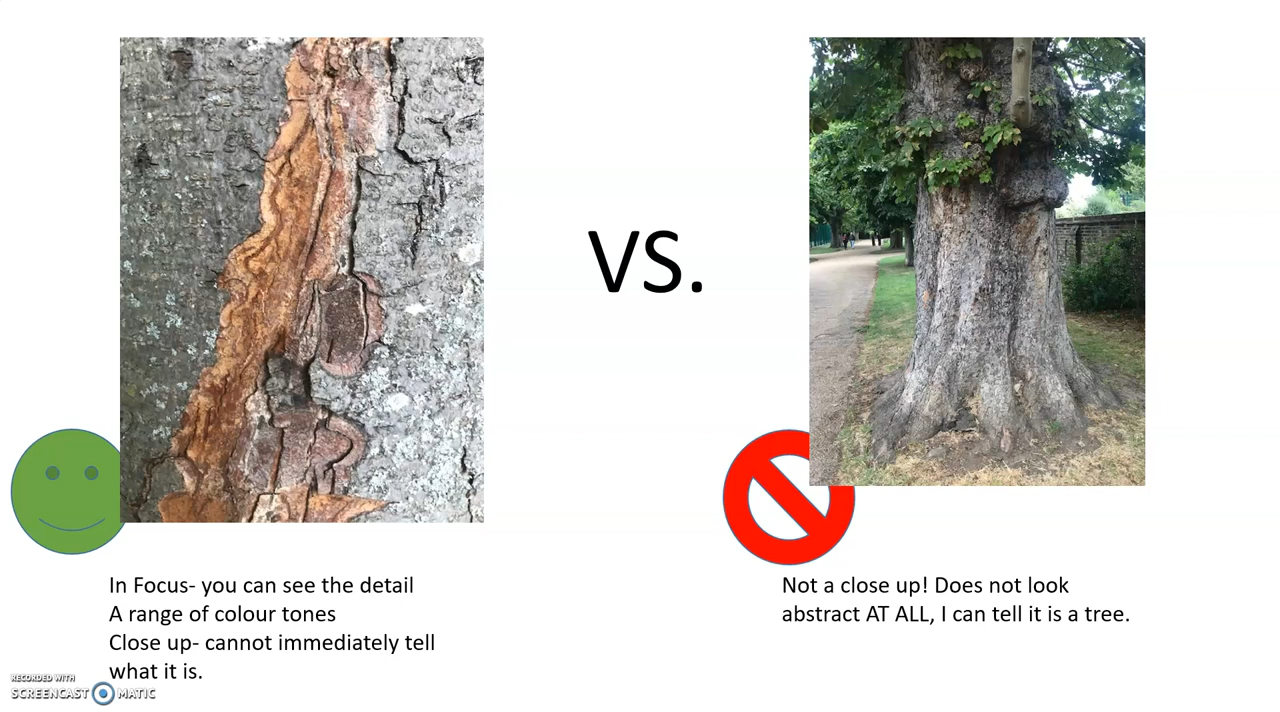 VS.
In Focus- you can see the detail
A range of colour tones
Close up- cannot immediately tell
what it is.
Not a close up! Does not look
abstract AT ALL, I can tell it is a tree.
RECORDED WITH
SCREENCAST MATIC